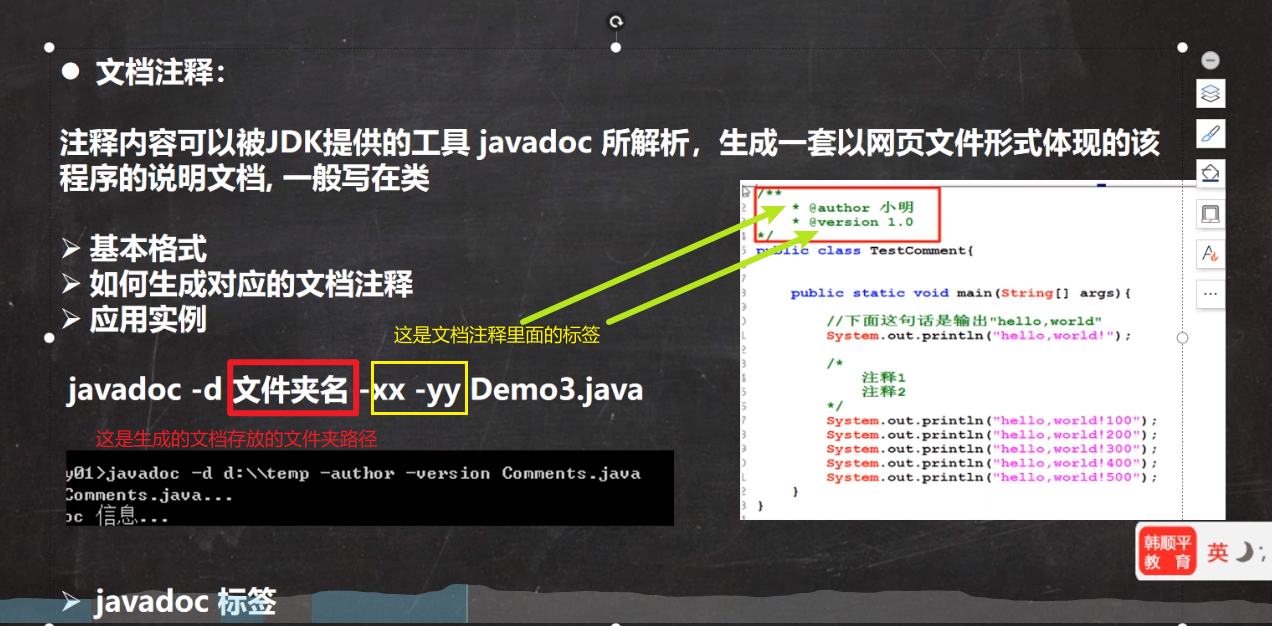 文档注释：
注释内容可以被JDK提供的工具 javadoc 所解析，生成一套以网页文件形式体现的该
程序的说明文档, 一般写在类
基本格式
如何生成对应的文档注释
应用实例
这是文档注释里面的标签
javadoc -d 文件夹名 -xx -yy Demo3.java
这是生成的文档存放的文件夹路径
y01>javadoc -d d:\\temp -author -version Comments.java
Comments.java...
oc 信息...
javadoc 标签
/**
* @author 小明
* @version 1.0
*/
public class TestComment{
public static void main(String[] args){
//下面这句话是输出"hello,world"
System.out.println("hello,world!");
/*
注释1
注释2
*/
System.out.println("hello,world!100");
System.out.println("hello,world!200");
System.out.println("hello,world!300");
System.out.println("hello,world!400");
System.out.println("hello,world!500");
}
}
韩顺平
教 育
英